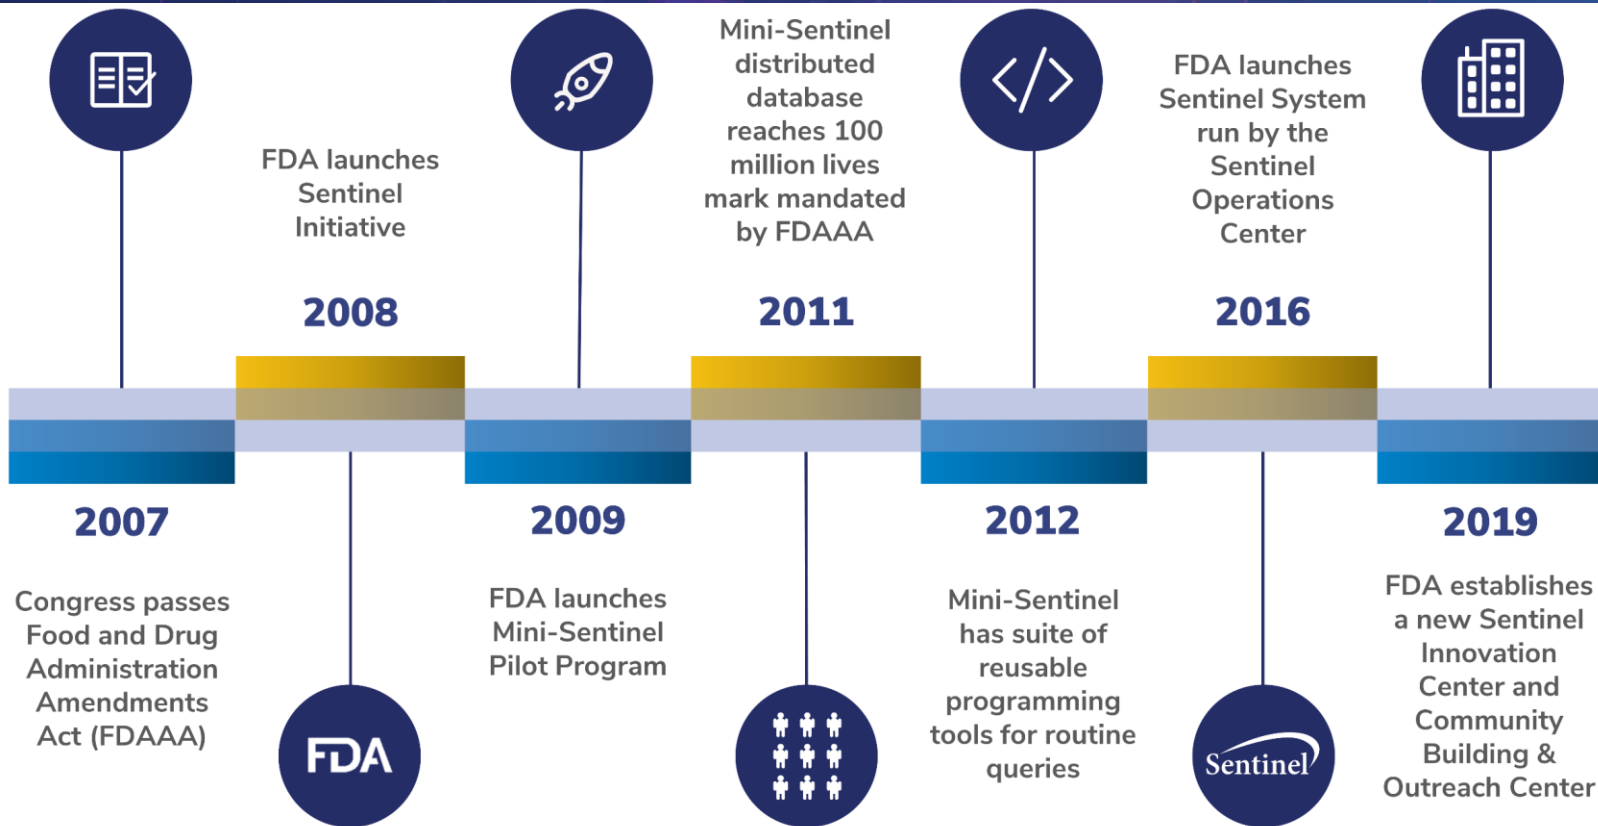 2007
Congress passes
Food and Drug
Administration
Amendments
Act (FDAAA)
FDA launches
Sentinel
Initiative
2008
FDA
2009
FDA launches
Mini-Sentinel
Pilot Program
Mini-Sentinel
distributed
database
reaches 100
million lives
mark mandated
by FDAAA
2011
</>
2012
Mini-Sentinel
has suite of
reusable
programming
tools for routine
queries
FDA launches
Sentinel System
run by the
Sentinel
Operations
Center
2016
Sentinel
2019
FDA establishes
a new Sentinel
Innovation
Center and
Community
Building &
Outreach Center